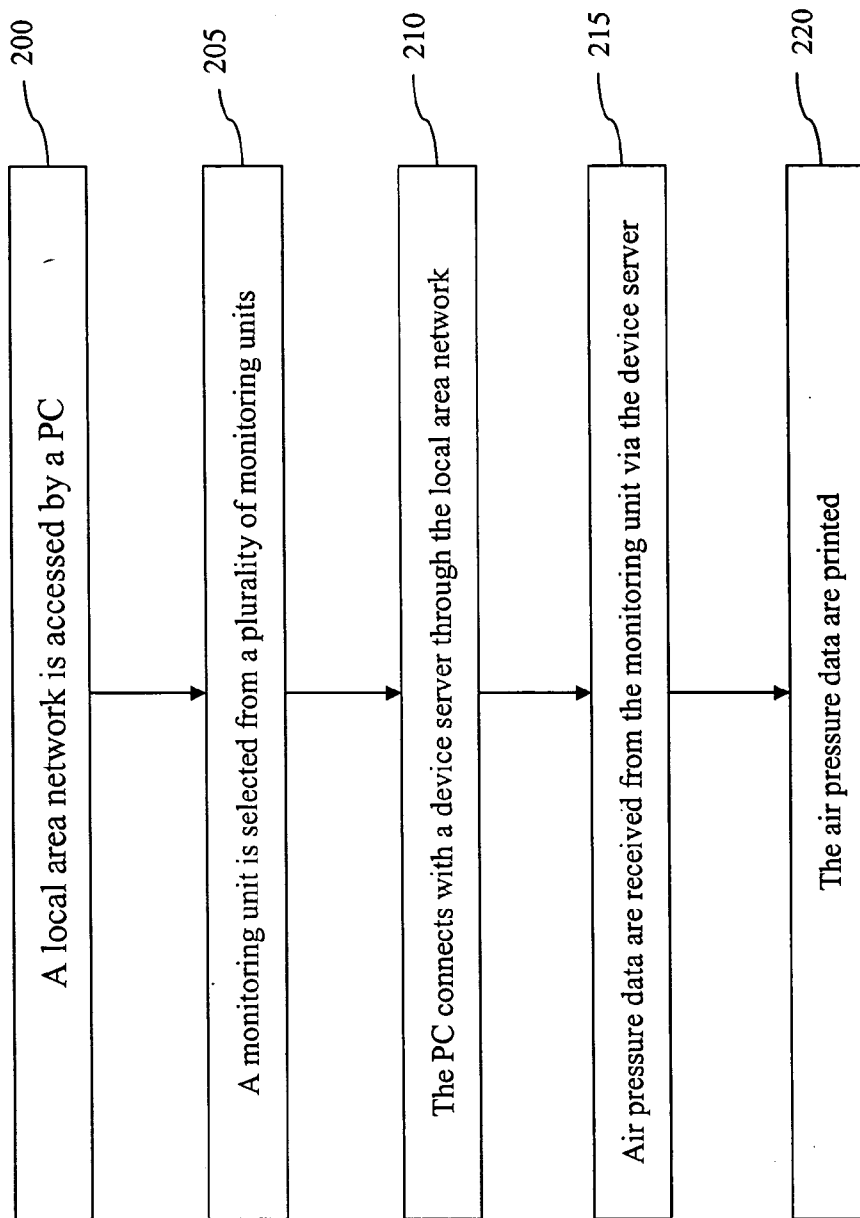 A local area network is accessed by a PC
200
A monitoring unit is selected from a plurality of monitoring units
205
The PC connects with a device server through the local area network
210
Air pressure data are received from the monitoring unit via the device server
215
The air pressure data are printed
220